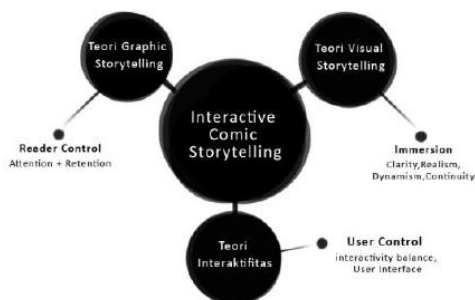 Teori Graphic
Storytelling
Teori Visual
Storytelling
Interactive
Comic
Storytelling
Reader Control
Attention + Retention
Immersion
Clarity,Realism,
Dynamism,Continuity
Teori
Interaktifitas
User Control
interactivity balance,
User Interface